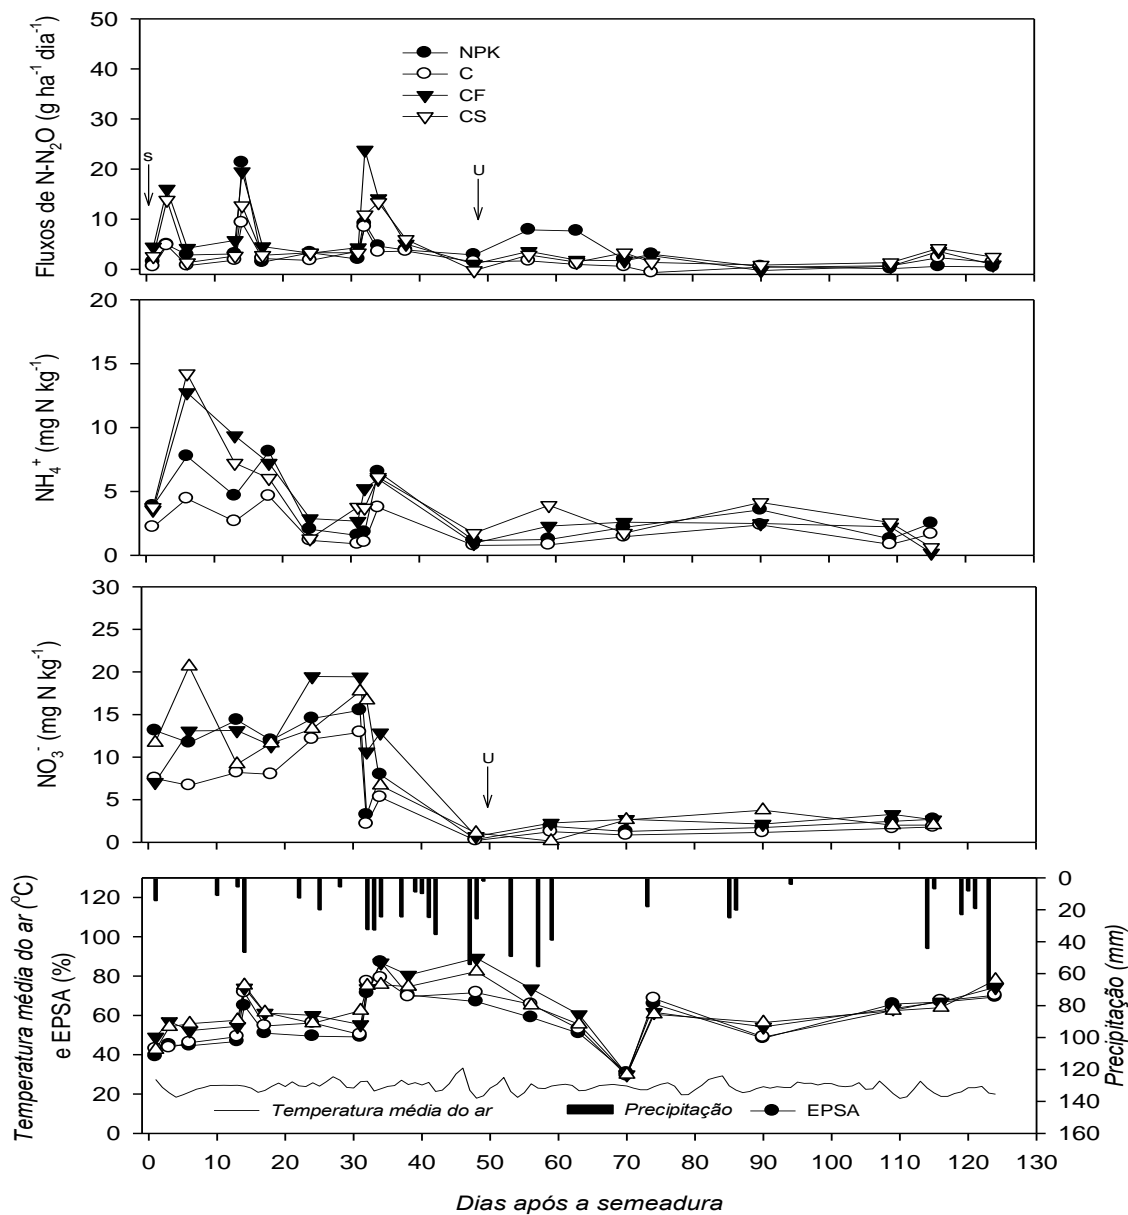 Fluxos de N-N₂O (g ha⁻¹ dia⁻¹)
50
40
30
20
10
0
NPK
C
CF
CS
s
U
NH₄⁺ (mg N kg⁻¹)
20
15
10
5
0
NO₃⁻ (mg N kg⁻¹)
30
25
20
15
10
5
0
U
Temperatura média do ar (⁰C)
e EPSA (%)
120
100
80
60
40
20
0
Precipitação (mm)
0
20
40
60
80
100
120
140
160
Temperatura média do ar
Precipitação
EPSA
0 10 20 30 40 50 60 70 80 90 100 110 120 130
Dias após a semeadura